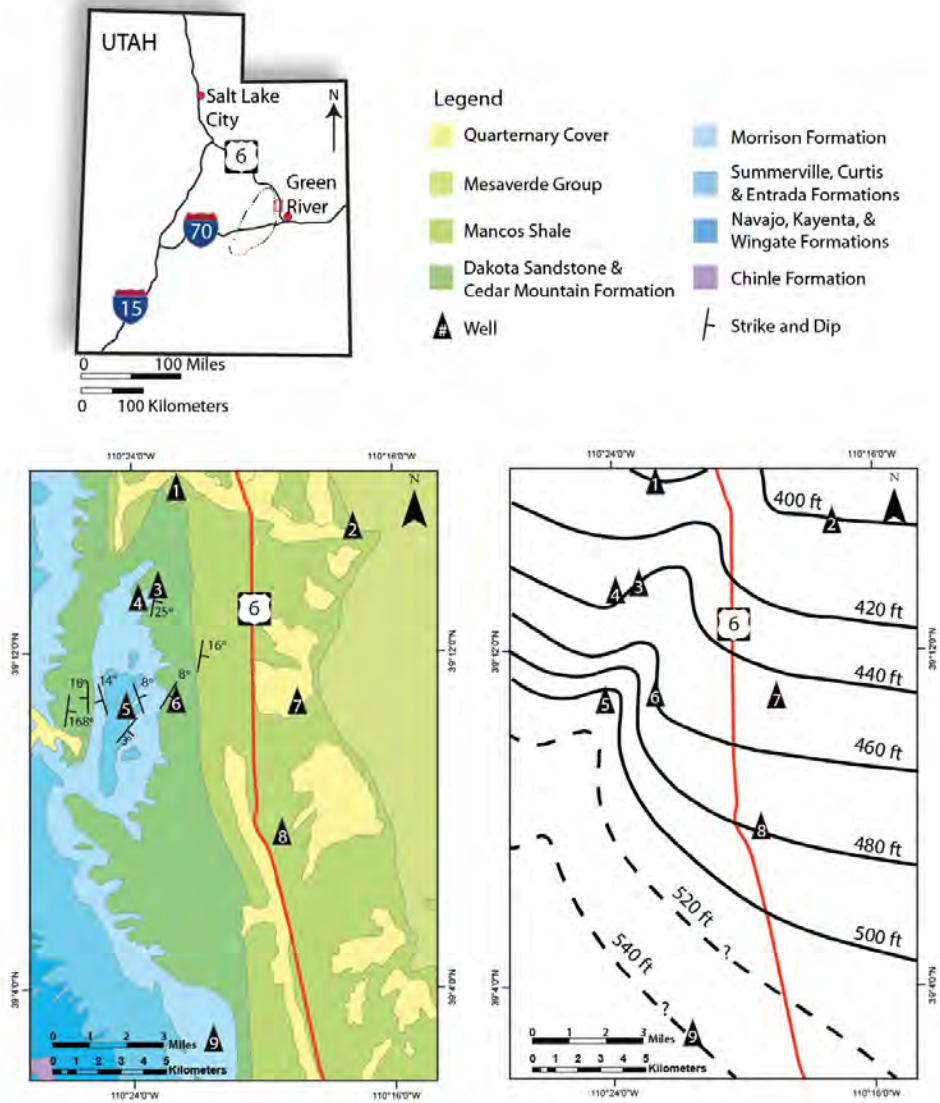 UTAH
Salt Lake
City
N
6
Green
River
70
15
0 100 Miles
0 100 Kilometers
Legend
Quarternary Cover
Mesaverde Group
Mancos Shale
Dakota Sandstone &
Cedar Mountain Formation
# Well
Morrison Formation
Summerville, Curtis
& Entrada Formations
Navajo, Kayenta, &
Wingate Formations
Chinle Formation
Strike and Dip
110°24'0"W 110°16'0"W
N
1
2
3
4
25°
6
16°
39°12'0"N
18°
14°
8°
8°
168°
5
6
7
36°
8
39°4'0"N
9
0 1 2 3
Miles
0 1 2 3 4 5
Kilometers
110°24'0"W 110°16'0"W
110°24'0"W 110°16'0"W
N
1
400 ft
2
4
3
6
420 ft
39°12'0"N
39°12'0"N
440 ft
5
6
7
460 ft
8
480 ft
520 ft
500 ft
?
540 ft
?
39°4'0"N
39°4'0"N
9
0 1 2 3
Miles
0 1 2 3 4 5
Kilometers
110°24'0"W 110°16'0"W